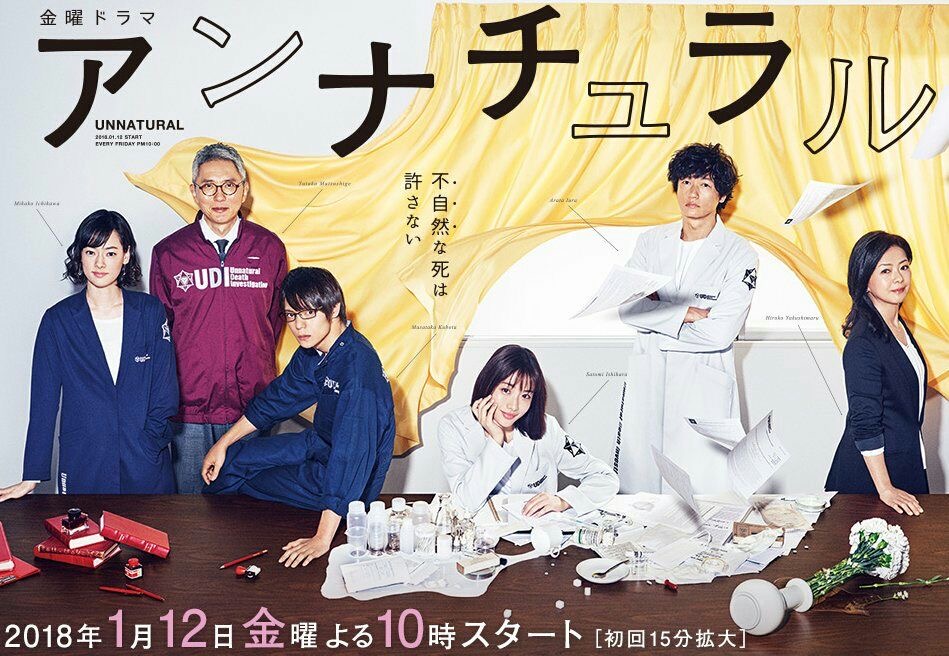 金曜ドラマ
アンナチュラル
UNNATURAL
2018.01.12 START
EVERY FRIDAY PM10:00
不自然な死は
許さない
Mikako Ichikawa
Yutaka Matsushige
Masataka Kubota
Satomi Ishihara
Arata Iura
Hiroko Yakushimaru
UDI Unnatural
Death
Investigation
2018年1月12日金曜よる10時スタート [初回15分拡大]